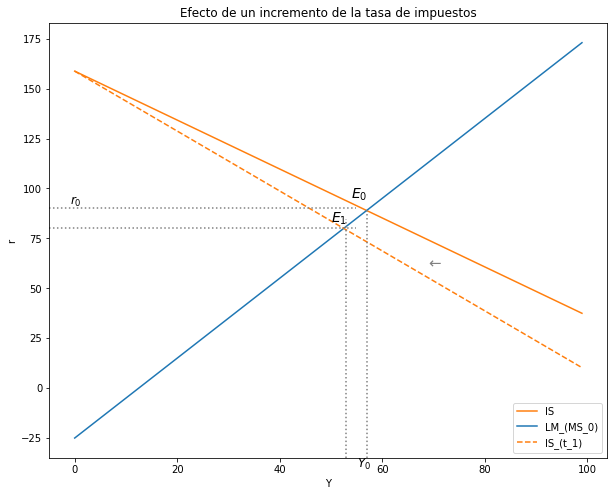 Efecto de un incremento de la tasa de impuestos
175
150
125
100
75
50
25
0
−25
r
r₀
E₀
E₁
←
0
20
40
60
80
100
Y₀
Y
IS
LM_(MS_0)
IS_(t_1)